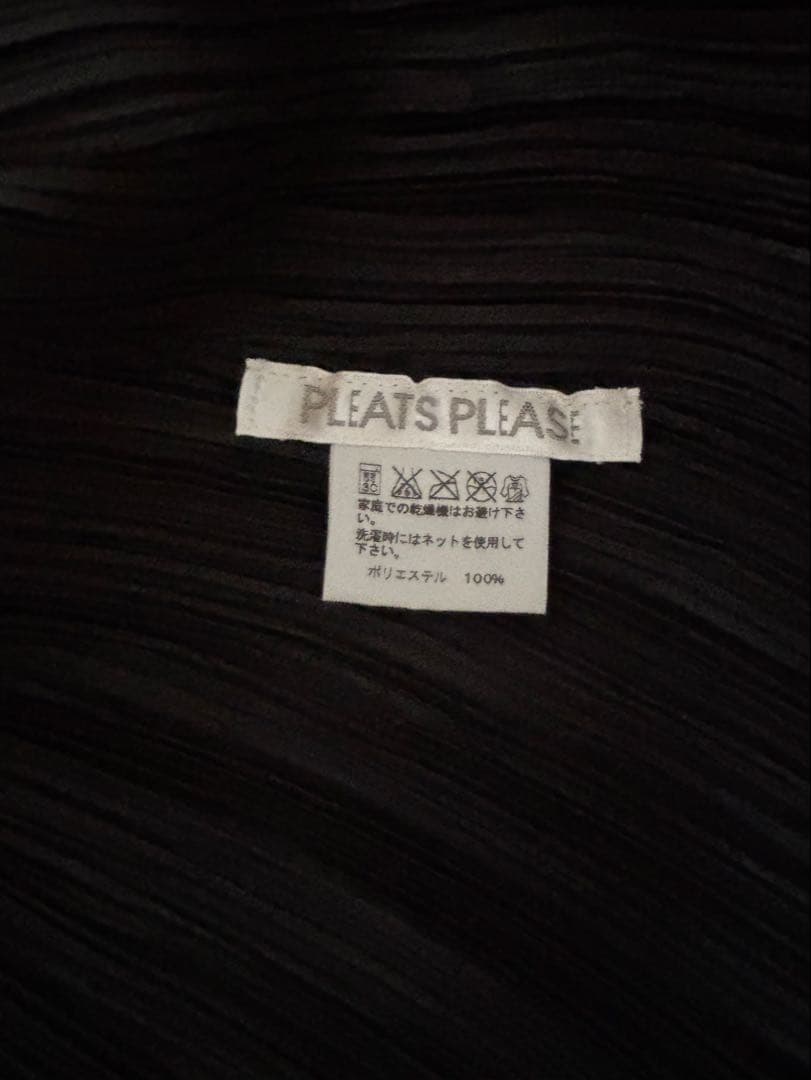 PLEATS PLEASE
家庭での乾燥機はお避け下さ
い。
洗濯時にはネットを使用して
下さい。
ポリエステル 100%